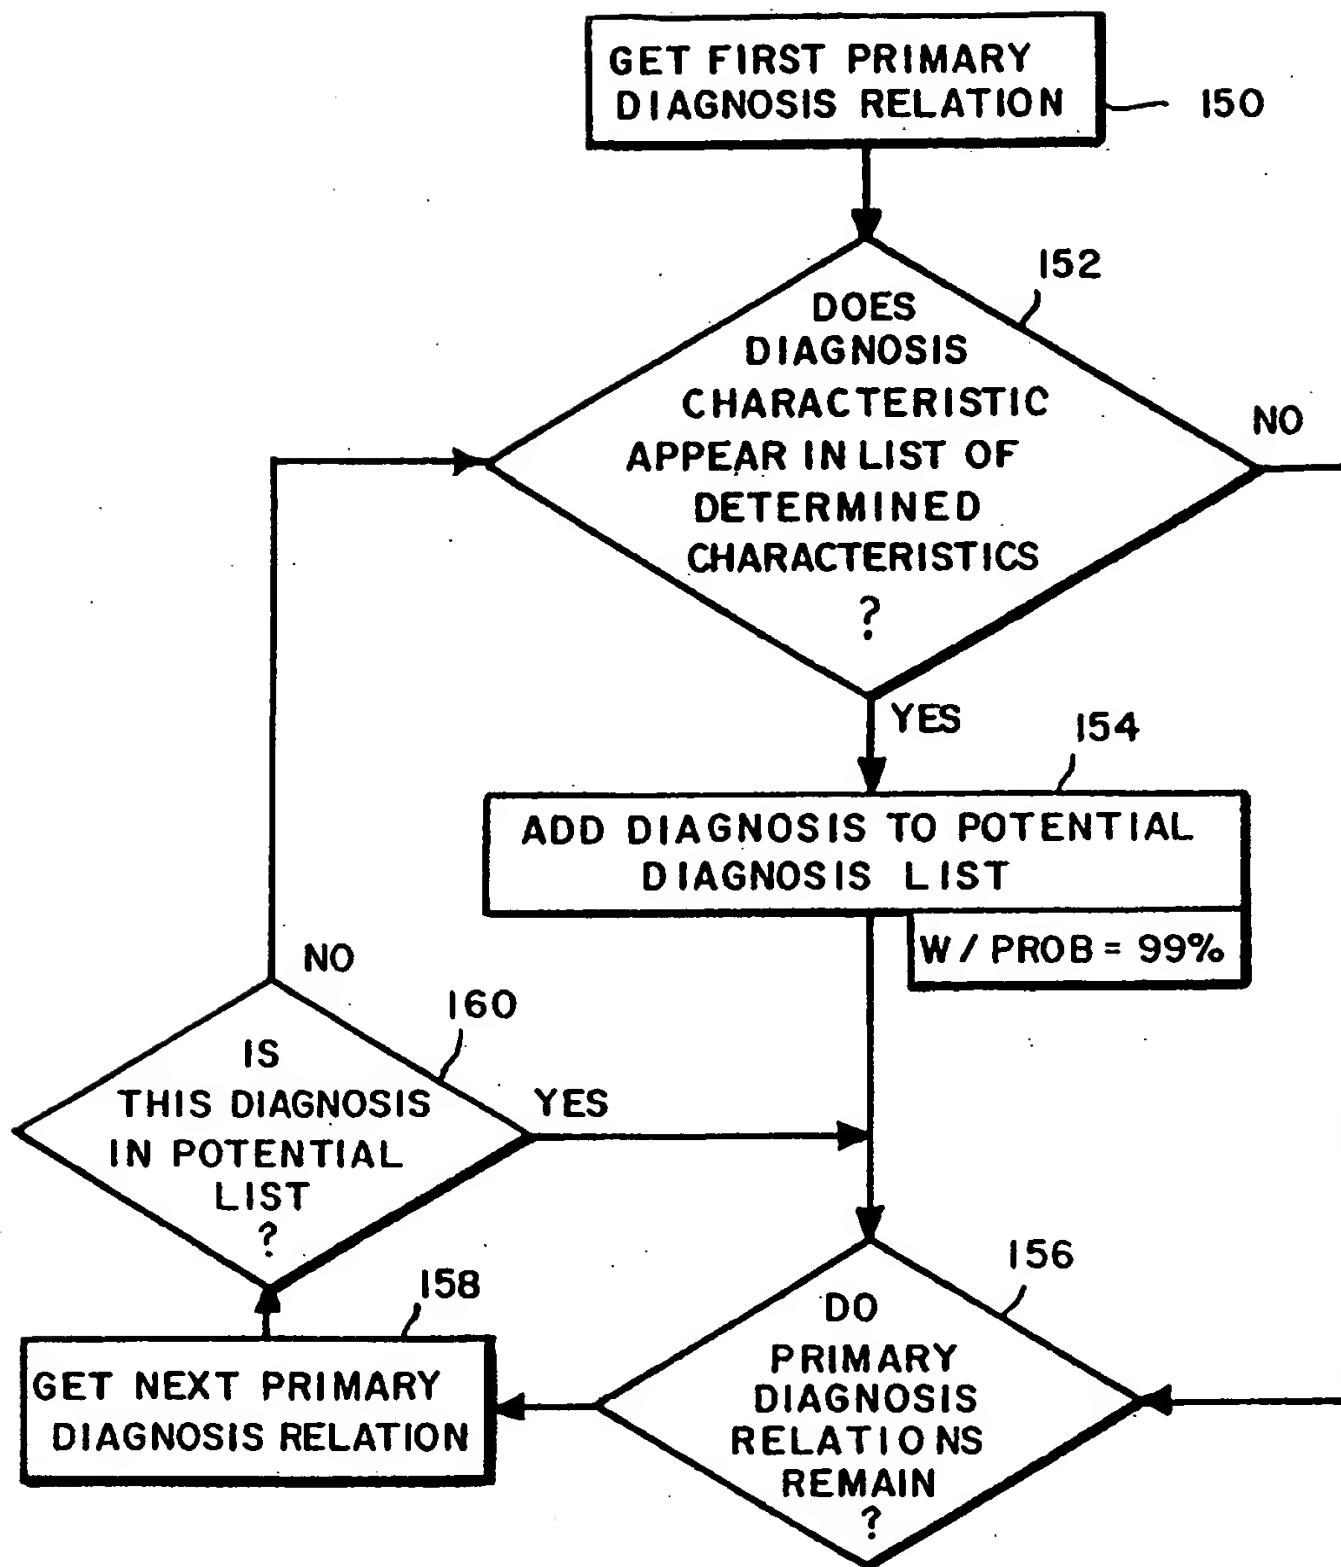 GET FIRST PRIMARY
DIAGNOSIS RELATION
150
152
DOES
DIAGNOSIS
CHARACTERISTIC
APPEAR IN LIST OF
DETERMINED
CHARACTERISTICS
?
NO
YES
154
ADD DIAGNOSIS TO POTENTIAL
DIAGNOSIS LIST
W/PROB = 99%
NO
160
IS
THIS DIAGNOSIS
IN POTENTIAL
LIST
?
YES
158
GET NEXT PRIMARY
DIAGNOSIS RELATION
156
DO
PRIMARY
DIAGNOSIS
RELATIONS
REMAIN
?